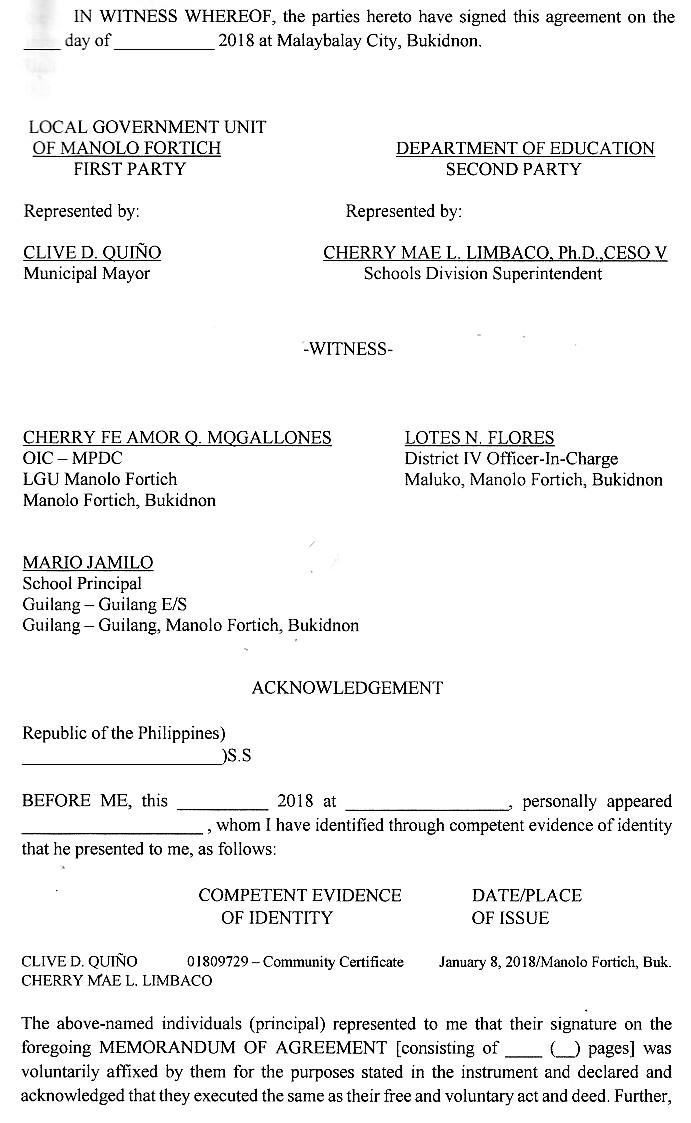 IN WITNESS WHEREOF, the parties hereto have signed this agreement on the
____ day of ___________ 2018 at Malaybalay City, Bukidnon.
LOCAL GOVERNMENT UNIT
OF MANOLO FORTICH
FIRST PARTY
DEPARTMENT OF EDUCATION
SECOND PARTY
Represented by:
Represented by:
CLIVE D. QUIÑO
Municipal Mayor
CHERRY MAE L. LIMBACO, Ph.D.,CESO V
Schools Division Superintendent
-WITNESS-
CHERRY FE AMOR Q. MOGALLONES
OIC – MPDC
LGU Manolo Fortich
Manolo Fortich, Bukidnon
LOTES N. FLORES
District IV Officer-In-Charge
Maluko, Manolo Fortich, Bukidnon
MARIO JAMILO
School Principal
Guilang – Guilang E/S
Guilang – Guilang, Manolo Fortich, Bukidnon
ACKNOWLEDGEMENT
Republic of the Philippines)
______________________)S.S
BEFORE ME, this __________ 2018 at __________________, personally appeared
____________________ , whom I have identified through competent evidence of identity
that he presented to me, as follows:
COMPETENT EVIDENCE OF IDENTITY
DATE/PLACE OF ISSUE
CLIVE D. QUIÑO 01809729 – Community Certificate January 8, 2018/Manolo Fortich, Buk.
CHERRY MAE L. LIMBACO
The above-named individuals (principal) represented to me that their signature on the
foregoing MEMORANDUM OF AGREEMENT [consisting of ____ (__) pages] was
voluntarily affixed by them for the purposes stated in the instrument and declared and
acknowledged that they executed the same as their free and voluntary act and deed. Further,